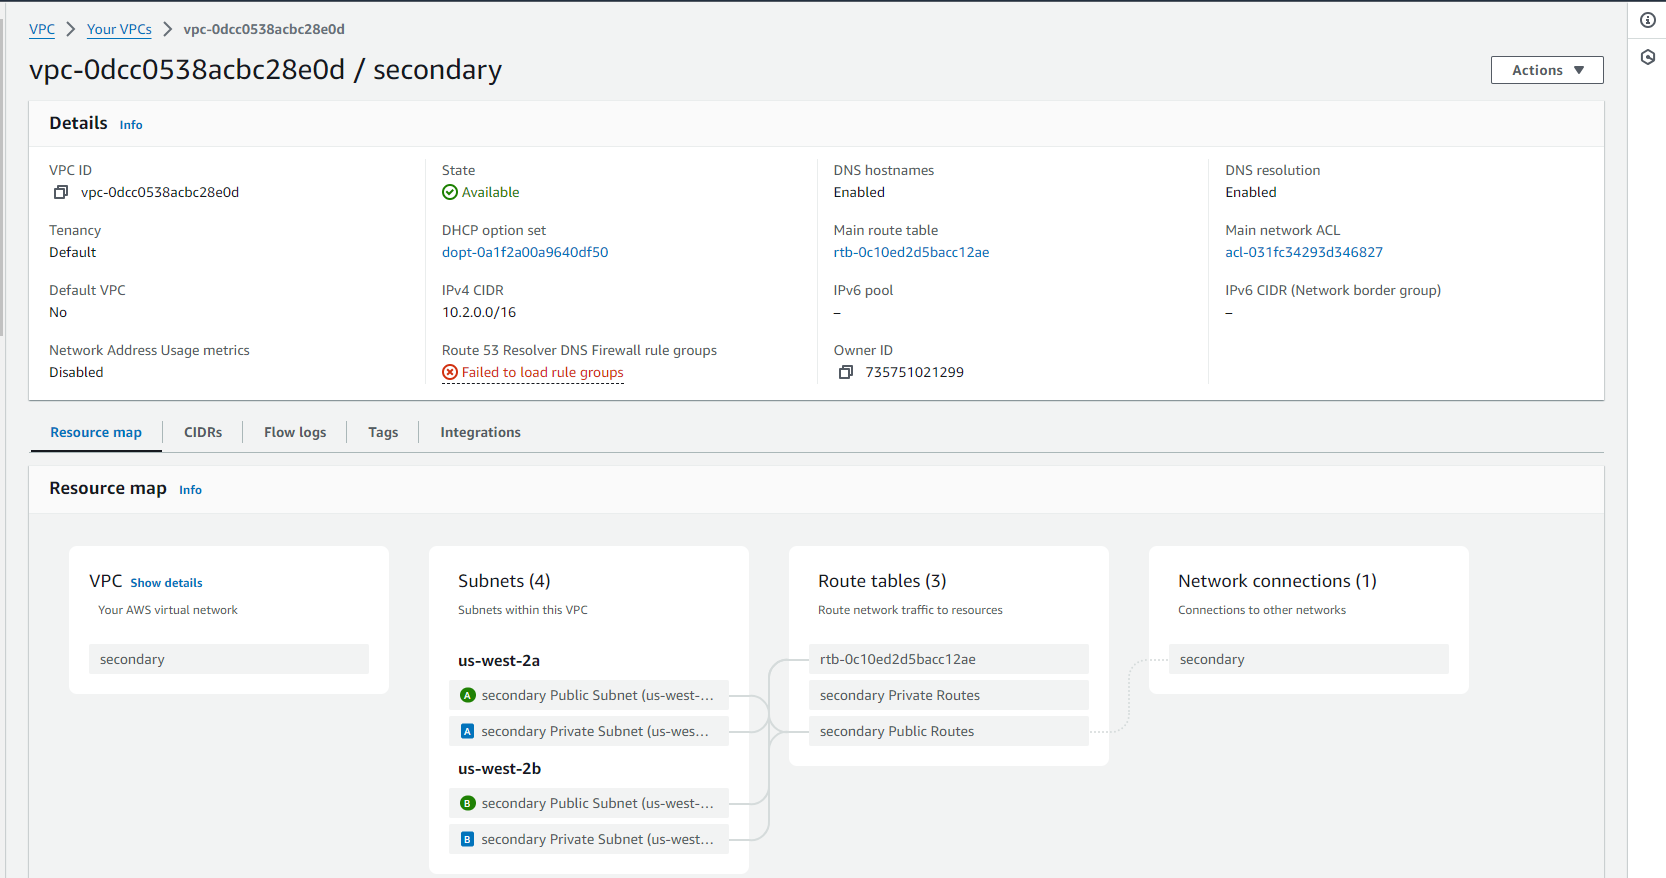 VPC > Your VPCs > vpc-0dcc0538acbc28e0d
vpc-0dcc0538acbc28e0d / secondary
Actions
Details Info
VPC ID
vpc-0dcc0538acbc28e0d
State
Available
DNS hostnames
Enabled
DNS resolution
Enabled
Tenancy
Default
DHCP option set
dopt-0a1f2a00a9640df50
Main route table
rtb-0c10ed2d5bacc12ae
Main network ACL
acl-031fc34293d346827
Default VPC
No
IPv4 CIDR
10.2.0.0/16
IPv6 pool
–
IPv6 CIDR (Network border group)
–
Network Address Usage metrics
Disabled
Route 53 Resolver DNS Firewall rule groups
Failed to load rule groups
Owner ID
735751021299
Resource map
CIDRs
Flow logs
Tags
Integrations
Resource map Info
VPC Show details
Your AWS virtual network
secondary
Subnets (4)
Subnets within this VPC
us-west-2a
A secondary Public Subnet (us-west-...
A secondary Private Subnet (us-wes...
us-west-2b
B secondary Public Subnet (us-west-...
B secondary Private Subnet (us-west...
Route tables (3)
Route network traffic to resources
rtb-0c10ed2d5bacc12ae
secondary Private Routes
secondary Public Routes
Network connections (1)
Connections to other networks
secondary